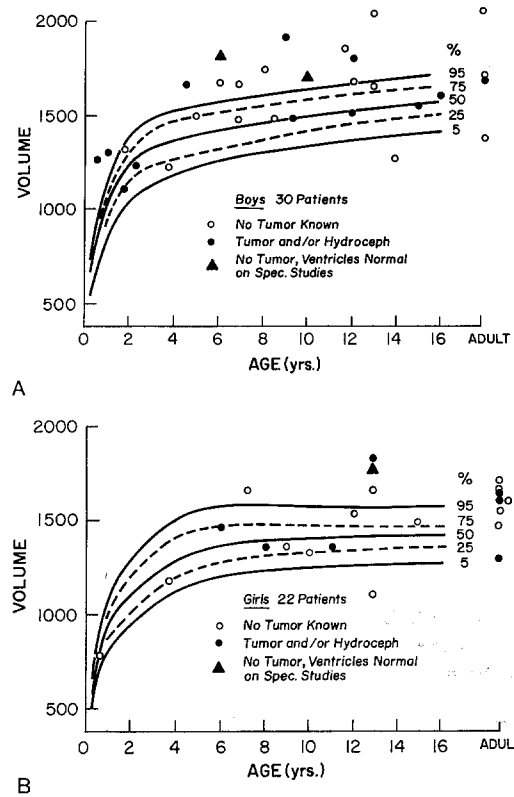 2000
1500
1000
500
VOLUME
%
95
75
50
25
5
Boys 30 Patients
No Tumor Known
Tumor and/or Hydroceph
No Tumor, Ventricles Normal
on Spec. Studies
0 2 4 6 8 10 12 14 16 ADULT
AGE (yrs.)
A
2000
1500
1000
500
VOLUME
%
95
75
50
25
5
Girls 22 Patients
No Tumor Known
Tumor and/or Hydroceph
No Tumor, Ventricles Normal
on Spec. Studies
0 2 4 6 8 10 12 14 16 ADUL
AGE (yrs.)
B